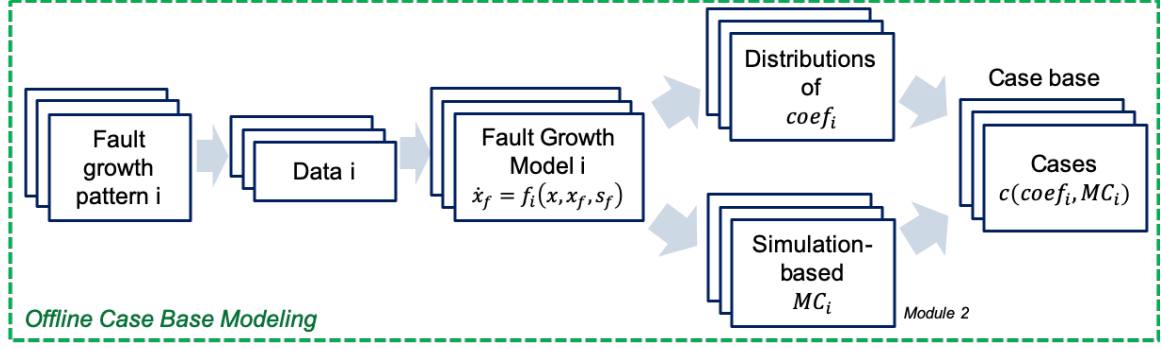 Fault
growth
pattern i
Data i
Fault Growth
Model i
ẋ_f = f_i(x, x_f, s_f)
Distributions
of
coef_i
Simulation-
based
MC_i
Module 2
Case base
Cases
c(coef_i, MC_i)
Offline Case Base Modeling